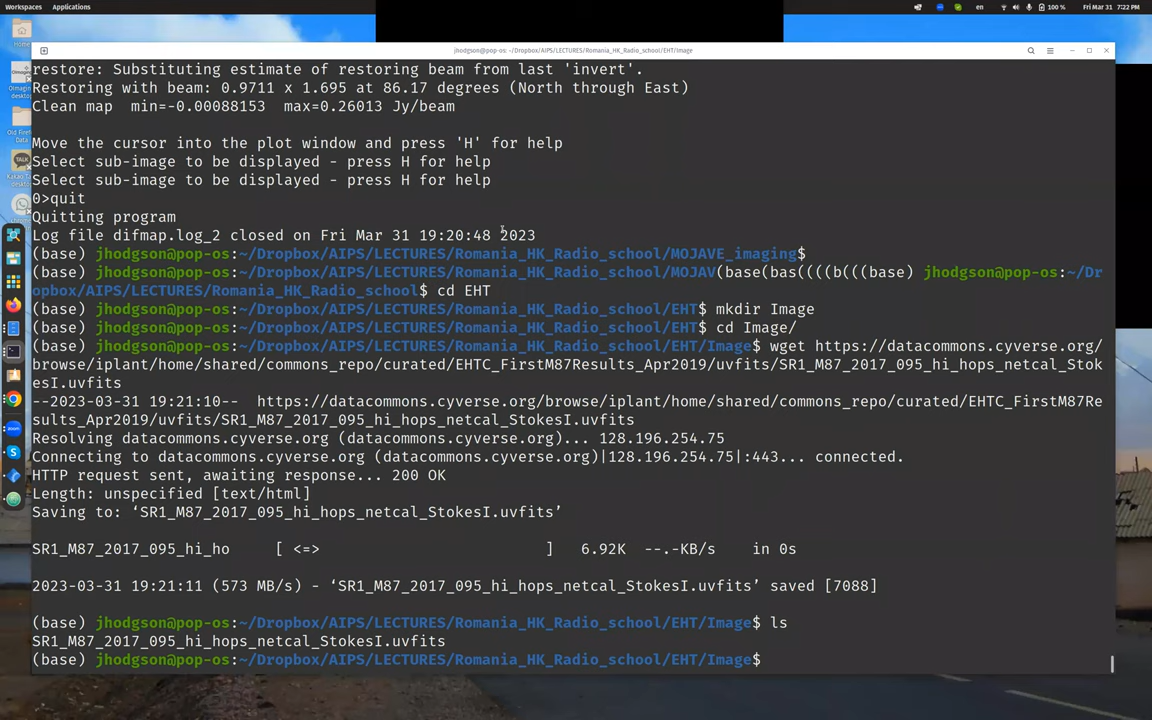 Workspaces Applications en 100 % Fri Mar 31 7:22 PM
jhodgson@pop-os: ~/Dropbox/AIPS/LECTURES/Romania_HK_Radio_school/EHT/Image
Home
restore: Substituting estimate of restoring beam from last 'invert'.
Restoring with beam: 0.9711 x 1.695 at 86.17 degrees (North through East)
Clean map  min=-0.00088153  max=0.26013 Jy/beam
Move the cursor into the plot window and press 'H' for help
Select sub-image to be displayed - press H for help
Select sub-image to be displayed - press H for help
0>quit
Quitting program
Log file difmap.log_2 closed on Fri Mar 31 19:20:48 2023
(base) jhodgson@pop-os:~/Dropbox/AIPS/LECTURES/Romania_HK_Radio_school/MOJAVE_imaging$
(base) jhodgson@pop-os:~/Dropbox/AIPS/LECTURES/Romania_HK_Radio_school/MOJAV(base(bas((((b(((base) jhodgson@pop-os:~/Dr
opbox/AIPS/LECTURES/Romania_HK_Radio_school$ cd EHT
(base) jhodgson@pop-os:~/Dropbox/AIPS/LECTURES/Romania_HK_Radio_school/EHT$ mkdir Image
(base) jhodgson@pop-os:~/Dropbox/AIPS/LECTURES/Romania_HK_Radio_school/EHT$ cd Image/
(base) jhodgson@pop-os:~/Dropbox/AIPS/LECTURES/Romania_HK_Radio_school/EHT/Image$ wget https://datacommons.cyverse.org/
browse/iplant/home/shared/commons_repo/curated/EHTC_FirstM87Results_Apr2019/uvfits/SR1_M87_2017_095_hi_hops_netcal_Stok
esI.uvfits
--2023-03-31 19:21:10--  https://datacommons.cyverse.org/browse/iplant/home/shared/commons_repo/curated/EHTC_FirstM87Re
sults_Apr2019/uvfits/SR1_M87_2017_095_hi_hops_netcal_StokesI.uvfits
Resolving datacommons.cyverse.org (datacommons.cyverse.org)... 128.196.254.75
Connecting to datacommons.cyverse.org (datacommons.cyverse.org)|128.196.254.75|:443... connected.
HTTP request sent, awaiting response... 200 OK
Length: unspecified [text/html]
Saving to: ‘SR1_M87_2017_095_hi_hops_netcal_StokesI.uvfits’
SR1_M87_2017_095_hi_ho     [ <=>                                ]   6.92K  --.-KB/s    in 0s
2023-03-31 19:21:11 (573 MB/s) - ‘SR1_M87_2017_095_hi_hops_netcal_StokesI.uvfits’ saved [7088]
(base) jhodgson@pop-os:~/Dropbox/AIPS/LECTURES/Romania_HK_Radio_school/EHT/Image$ ls
SR1_M87_2017_095_hi_hops_netcal_StokesI.uvfits
(base) jhodgson@pop-os:~/Dropbox/AIPS/LECTURES/Romania_HK_Radio_school/EHT/Image$